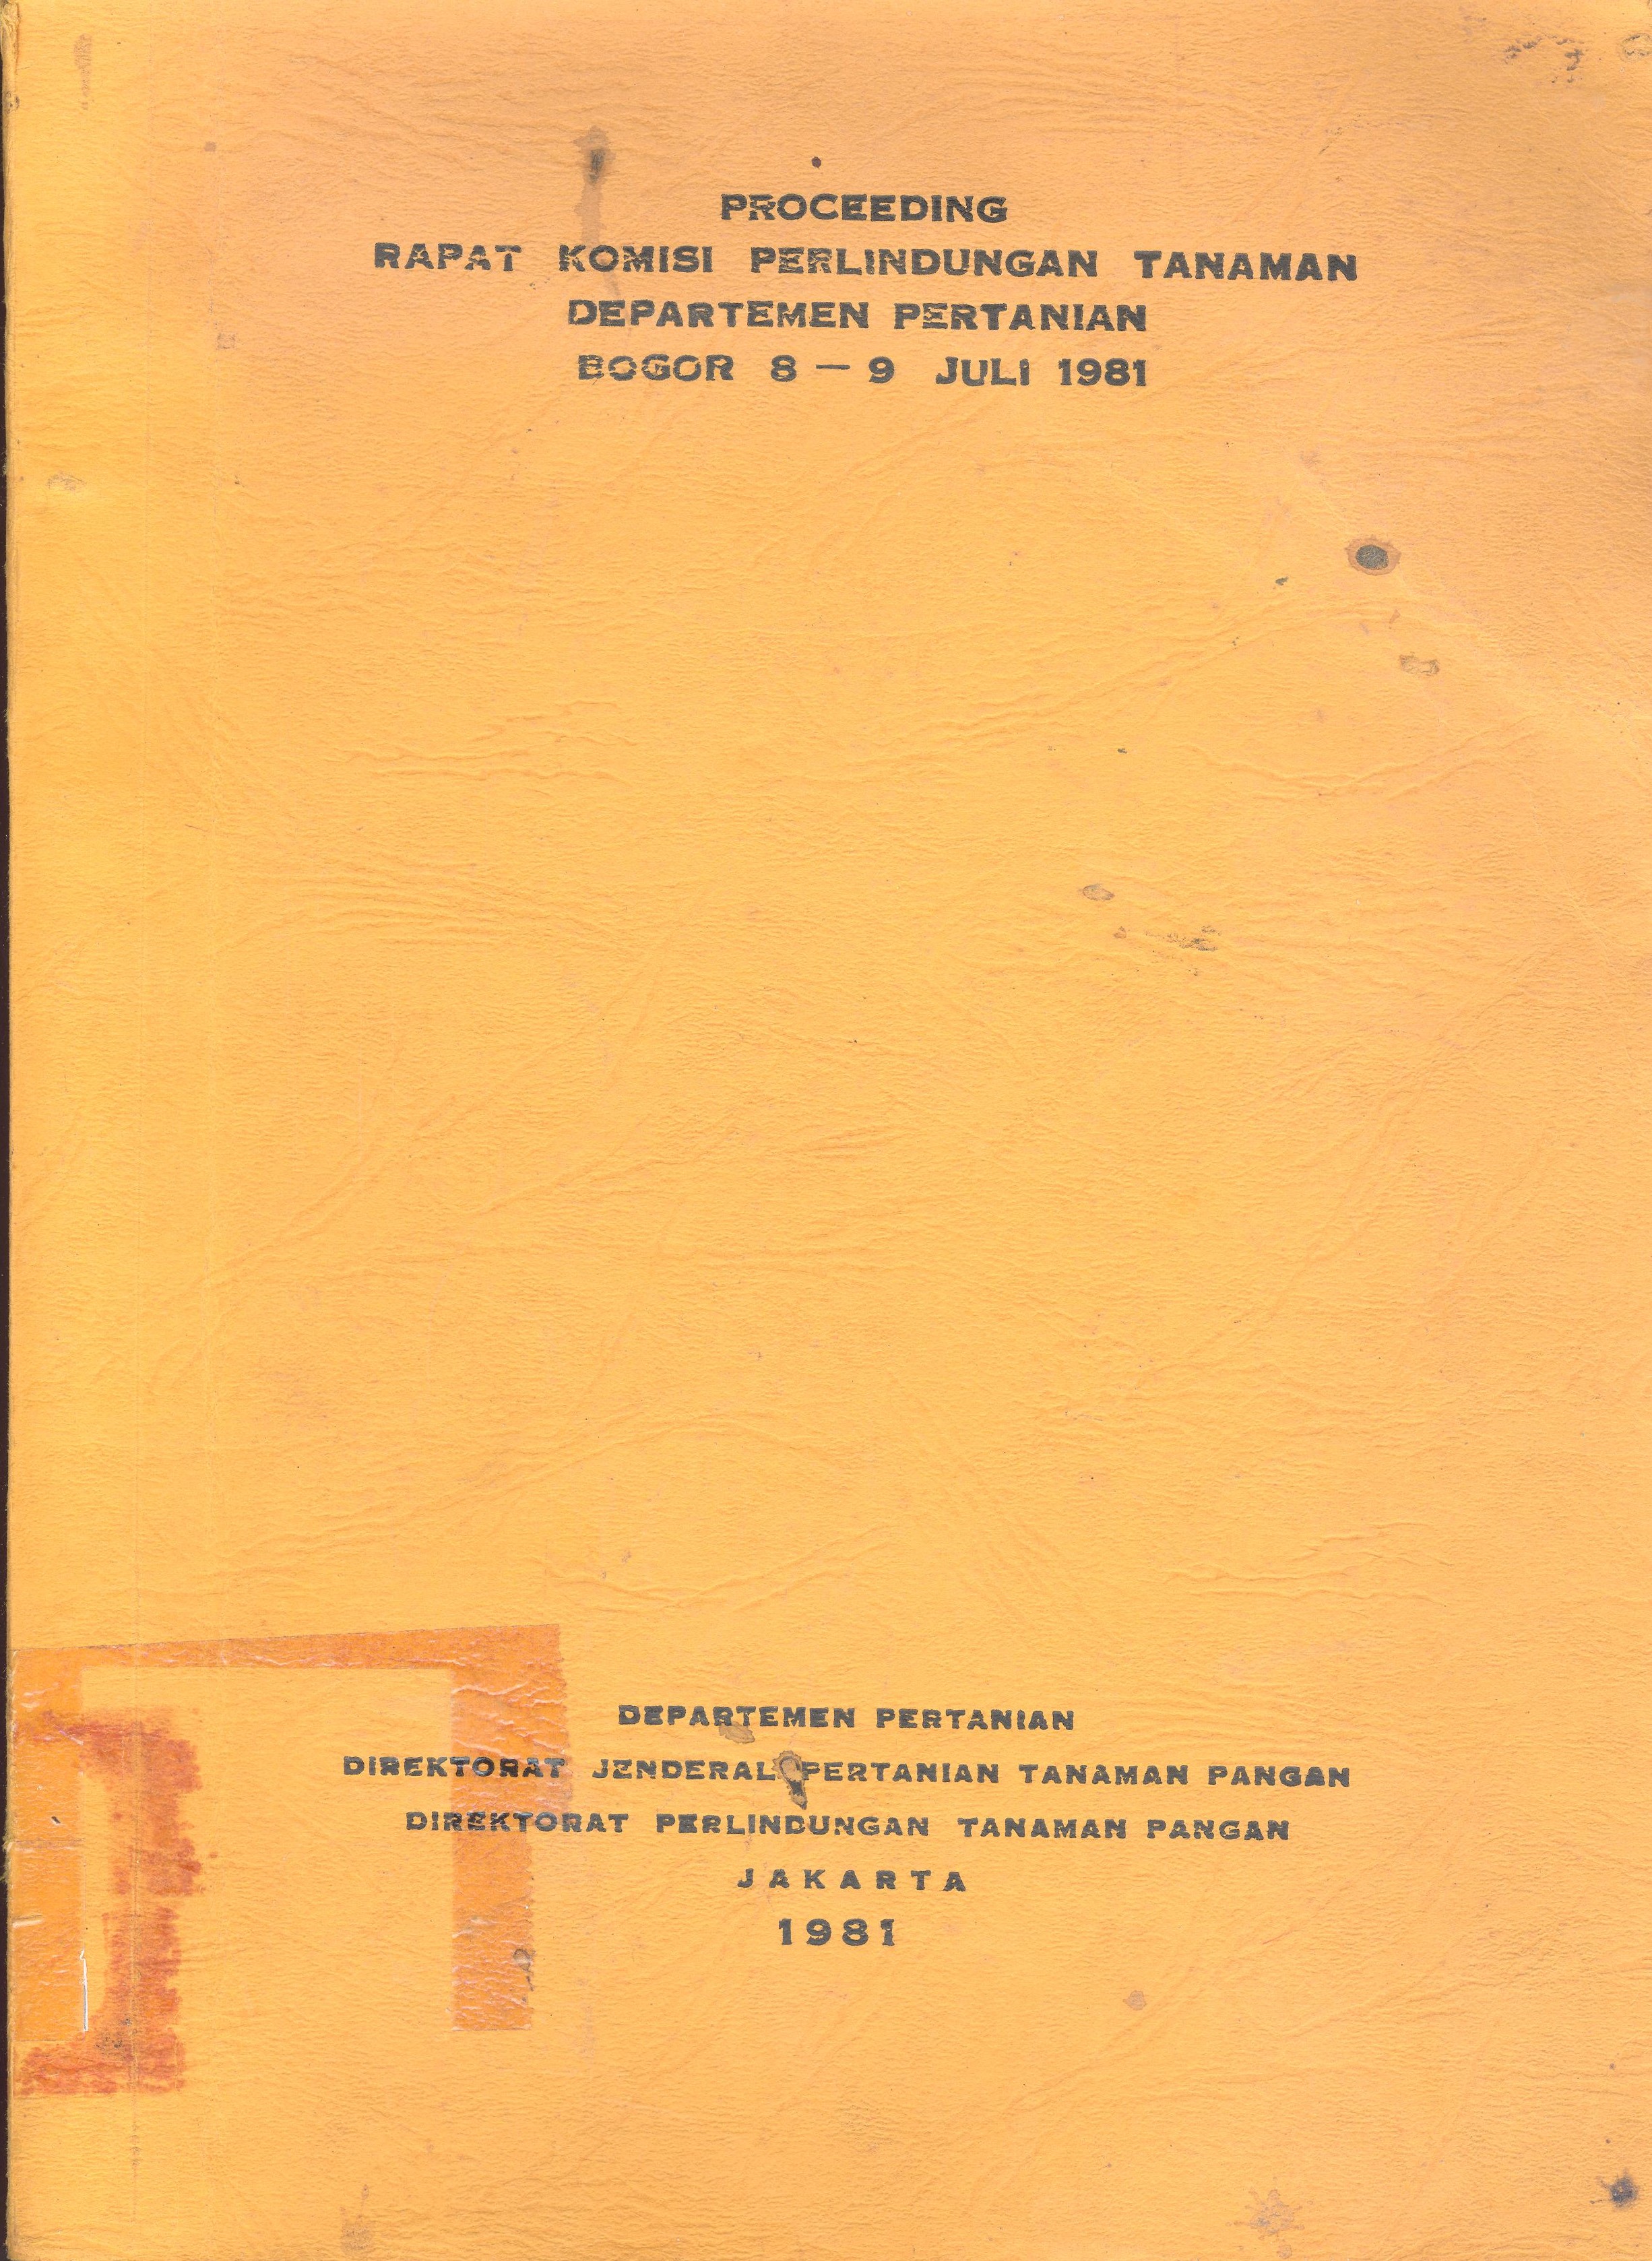 PROCEEDING
RAPAT KOMISI PERLINDUNGAN TANAMAN
DEPARTEMEN PERTANIAN
BOGOR 8 — 9 JULI 1981
DEPARTEMEN PERTANIAN
DIREKTORAT JENDERAL PERTANIAN TANAMAN PANGAN
DIREKTORAT PERLINDUNGAN TANAMAN PANGAN
JAKARTA
1981